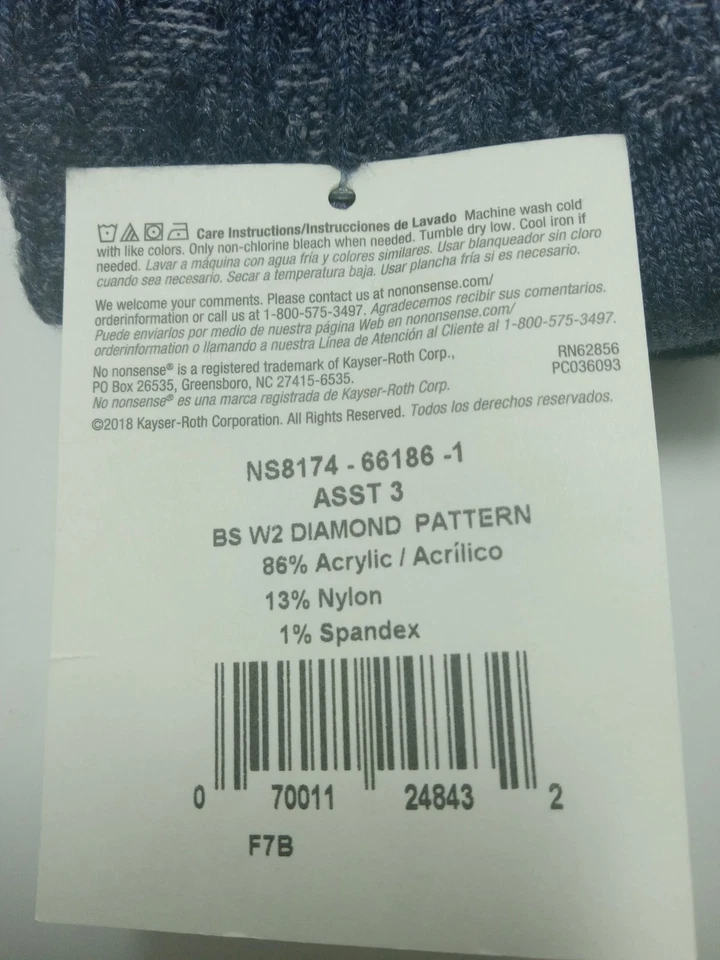 Care Instructions/Instrucciones de Lavado Machine wash cold
with like colors. Only non-chlorine bleach when needed. Tumble dry low. Cool iron if
needed. Lavar a máquina con agua fría y colores similares. Usar blanqueador sin cloro
cuando sea necesario. Secar a temperatura baja. Usar plancha fría si es necesario.
We welcome your comments. Please contact us at nononsense.com/
orderinformation or call us at 1-800-575-3497. Agradecemos recibir sus comentarios.
Puede enviarlos por medio de nuestra página Web en nononsense.com/
orderinformation o llamando a nuestra Línea de Atención al Cliente al 1-800-575-3497.
No nonsense® is a registered trademark of Kayser-Roth Corp., RN62856
PO Box 26535, Greensboro, NC 27415-6535. PC036093
No nonsense® es una marca registrada de Kayser-Roth Corp.
©2018 Kayser-Roth Corporation. All Rights Reserved. Todos los derechos reservados.
NS8174 - 66186 -1
ASST 3
BS W2 DIAMOND PATTERN
86% Acrylic / Acrílico
13% Nylon
1% Spandex
0 70011 24843 2
F7B